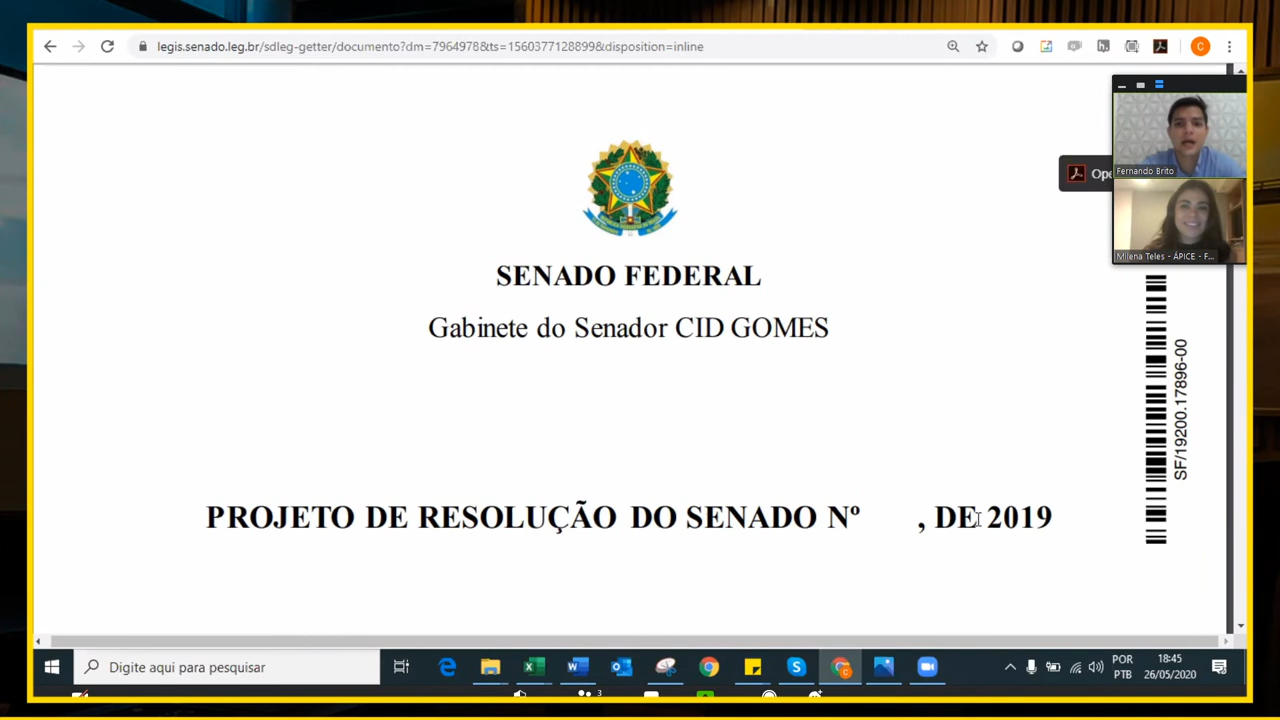 legis.senado.leg.br/sdleg-getter/documento?dm=7964978&ts=1560377128899&disposition=inline
C
Ope
Fernando Brito
Milena Teles - ÁPICE - F...
SENADO FEDERAL
Gabinete do Senador CID GOMES
SF/19200.17896-00
PROJETO DE RESOLUÇÃO DO SENADO Nº , DE 2019
Digite aqui para pesquisar
POR
PTB
18:45
26/05/2020
3